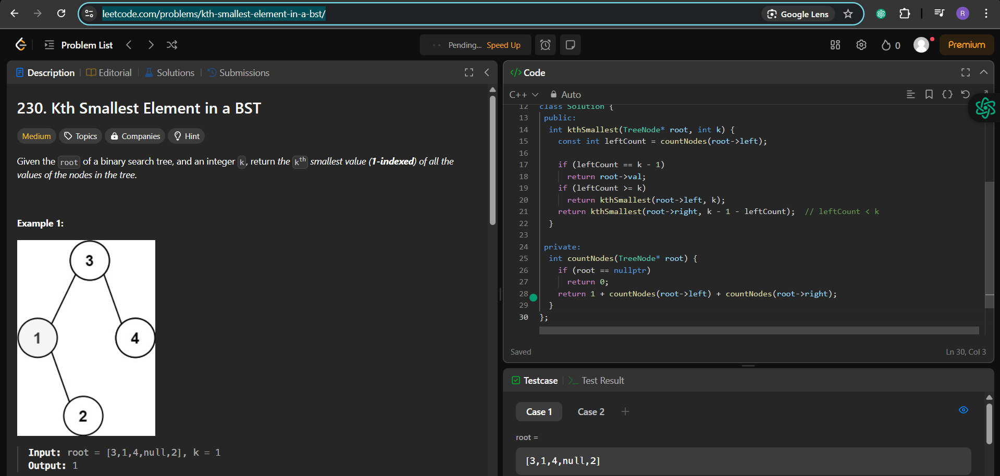 leetcode.com/problems/kth-smallest-element-in-a-bst/
Google Lens
R
Problem List
Pending... Speed Up
0
Premium
Description
Editorial
Solutions
Submissions
230. Kth Smallest Element in a BST
Medium
Topics
Companies
Hint
Given the root of a binary search tree, and an integer k, return the kth smallest value (1-indexed) of all the
values of the nodes in the tree.
Example 1:
3
1
4
2
Input: root = [3,1,4,null,2], k = 1
Output: 1
</> Code
C++
Auto
12 class Solution {
13 public:
14 int kthSmallest(TreeNode* root, int k) {
15 const int leftCount = countNodes(root->left);
16
17 if (leftCount == k - 1)
18 return root->val;
19 if (leftCount >= k)
20 return kthSmallest(root->left, k);
21 return kthSmallest(root->right, k - 1 - leftCount); // leftCount < k
22 }
23
24 private:
25 int countNodes(TreeNode* root) {
26 if (root == nullptr)
27 return 0;
28 return 1 + countNodes(root->left) + countNodes(root->right);
29 }
30 };
Saved
Ln 30, Col 3
Testcase
Test Result
Case 1
Case 2
root =
[3,1,4,null,2]